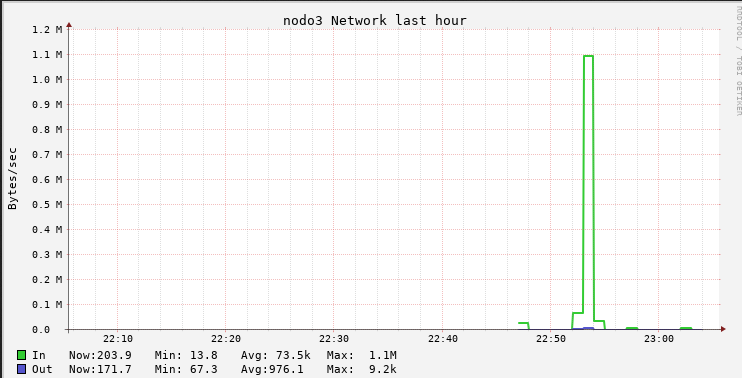 nodo3 Network last hour
RRDTOOL / TOBI OETIKER
Bytes/sec
1.2 M
1.1 M
1.0 M
0.9 M
0.8 M
0.7 M
0.6 M
0.5 M
0.4 M
0.3 M
0.2 M
0.1 M
0.0
22:10 22:20 22:30 22:40 22:50 23:00
In Now:203.9 Min: 13.8 Avg: 73.5k Max: 1.1M
Out Now:171.7 Min: 67.3 Avg:976.1 Max: 9.2k